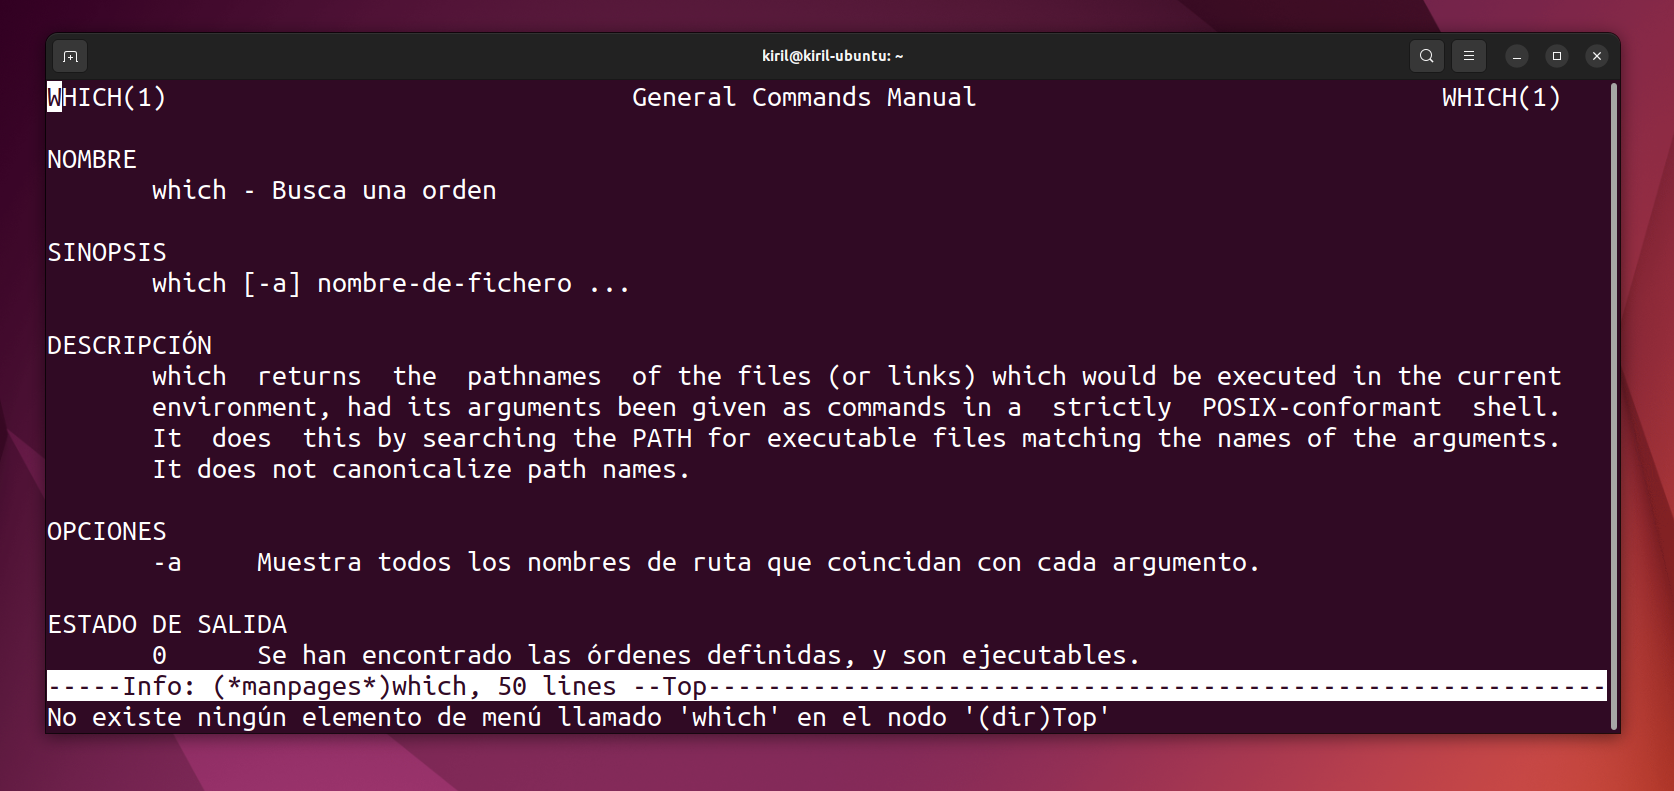 kiril@kiril-ubuntu: ~
WHICH(1) General Commands Manual WHICH(1)
NOMBRE
which - Busca una orden
SINOPSIS
which [-a] nombre-de-fichero ...
DESCRIPCIÓN
which returns the pathnames of the files (or links) which would be executed in the current
environment, had its arguments been given as commands in a strictly POSIX-conformant shell.
It does this by searching the PATH for executable files matching the names of the arguments.
It does not canonicalize path names.
OPCIONES
-a Muestra todos los nombres de ruta que coincidan con cada argumento.
ESTADO DE SALIDA
0 Se han encontrado las órdenes definidas, y son ejecutables.
-----Info: (*manpages*)which, 50 lines --Top------------------------------------------------------------
No existe ningún elemento de menú llamado 'which' en el nodo '(dir)Top'